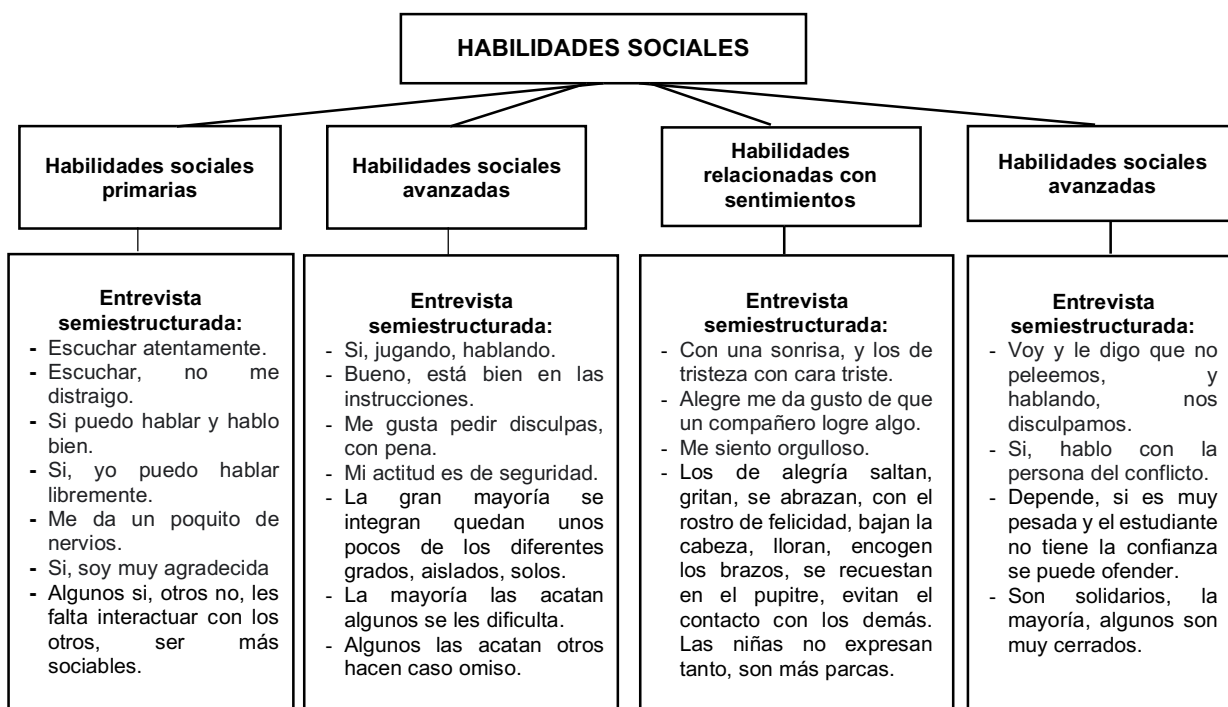 HABILIDADES SOCIALES
Habilidades sociales
primarias
Habilidades sociales
avanzadas
Habilidades
relacionadas con
sentimientos
Habilidades sociales
avanzadas
Entrevista
semiestructurada:
- Escuchar atentamente.
- Escuchar, no me
distraigo.
- Si puedo hablar y hablo
bien.
- Si, yo puedo hablar
libremente.
- Me da un poquito de
nervios.
- Si, soy muy agradecida
- Algunos si, otros no, les
falta interactuar con los
otros, ser más
sociables.
Entrevista
semiestructurada:
- Si, jugando, hablando.
- Bueno, está bien en las
instrucciones.
- Me gusta pedir disculpas,
con pena.
- Mi actitud es de seguridad.
- La gran mayoría se
integran quedan unos
pocos de los diferentes
grados, aislados, solos.
- La mayoría las acatan
algunos se les dificulta.
- Algunos las acatan otros
hacen caso omiso.
Entrevista
semiestructurada:
- Con una sonrisa, y los de
tristeza con cara triste.
- Alegre me da gusto de que
un compañero logre algo.
- Me siento orgulloso.
- Los de alegría saltan,
gritan, se abrazan, con el
rostro de felicidad, bajan la
cabeza, lloran, encogen
los brazos, se recuestan
en el pupitre, evitan el
contacto con los demás.
Las niñas no expresan
tanto, son más parcas.
Entrevista
semiestructurada:
- Voy y le digo que no
peleemos, y
hablando, nos
disculpamos.
- Si, hablo con la
persona del conflicto.
- Depende, si es muy
pesada y el estudiante
no tiene la confianza
se puede ofender.
- Son solidarios, la
mayoría, algunos son
muy cerrados.